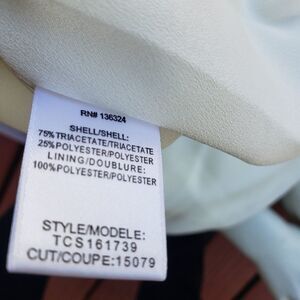 RN# 136324
SHELL/SHELL:
75%TRIACETATE/TRIACETATE
25%POLYESTER/POLYESTER
LINING/DOUBLURE:
100%POLYESTER/POLYESTER
STYLE/MODELE:
TCS161739
CUT/COUPE:15079